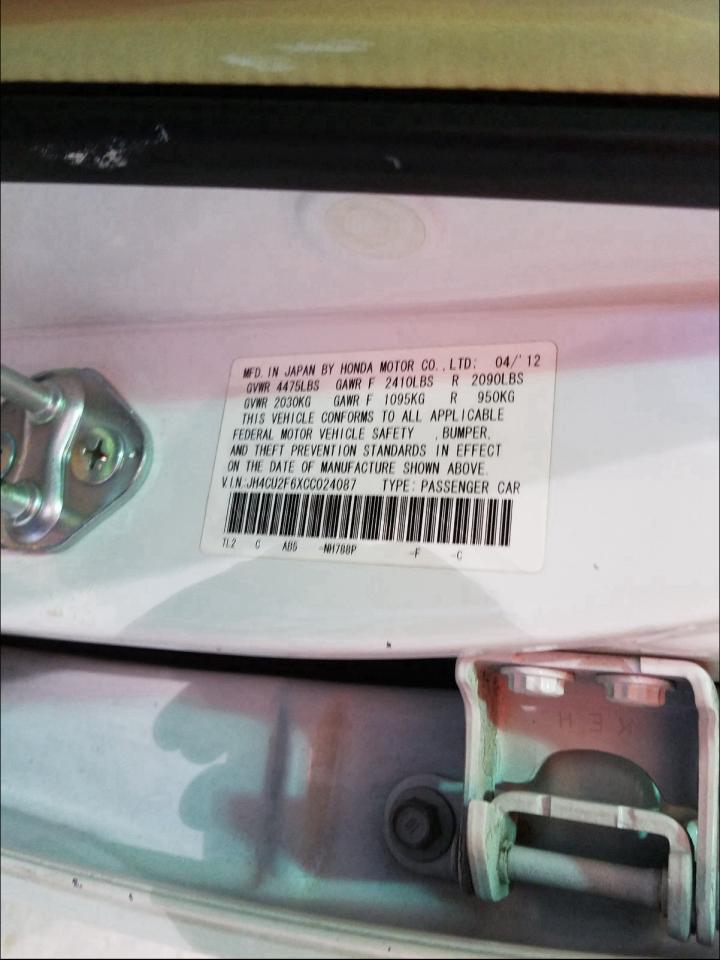 MFD. IN JAPAN BY HONDA MOTOR CO., LTD: 04/'12
GVWR 4475LBS GAWR F 2410LBS R 2090LBS
GVWR 2030KG GAWR F 1095KG R 950KG
THIS VEHICLE CONFORMS TO ALL APPLICABLE
FEDERAL MOTOR VEHICLE SAFETY , BUMPER,
AND THEFT PREVENTION STANDARDS IN EFFECT
ON THE DATE OF MANUFACTURE SHOWN ABOVE.
V.I.N:JH4CU2F6XCC024087 TYPE: PASSENGER CAR
TL2 C AB5 -NH788P -F -C
KEH